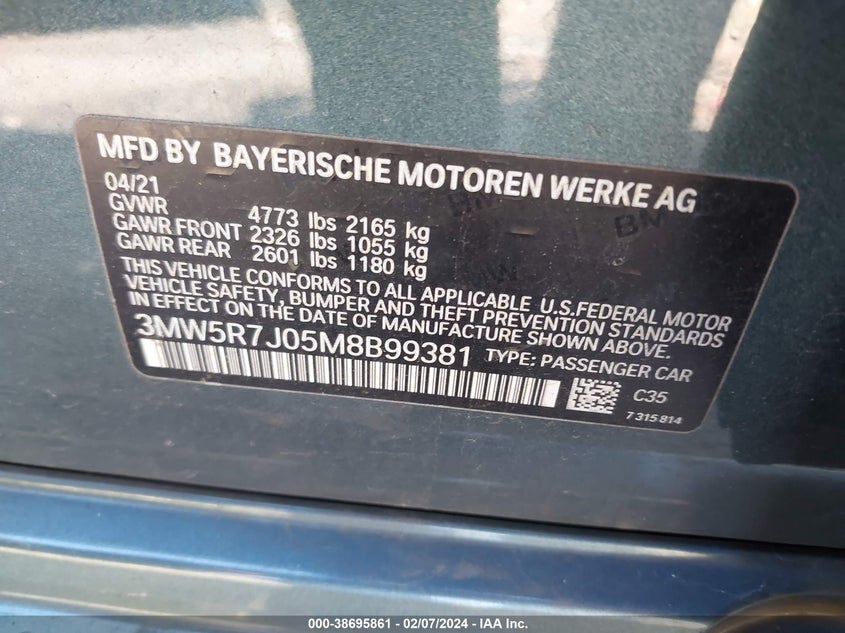 MFD BY BAYERISCHE MOTOREN WERKE AG
04/21
GVWR 4773 lbs 2165 kg
GAWR FRONT 2326 lbs 1055 kg
GAWR REAR 2601 lbs 1180 kg
THIS VEHICLE CONFORMS TO ALL APPLICABLE U.S.FEDERAL MOTOR
VEHICLE SAFETY, BUMPER AND THEFT PREVENTION STANDARDS
IN EFFECT ON THE DATE OF MANUFACTURE SHOWN ABOVE.
3MW5R7J05M8B99381 TYPE: PASSENGER CAR
C35
7 315 814
000-38695861 - 02/07/2024 - IAA Inc.